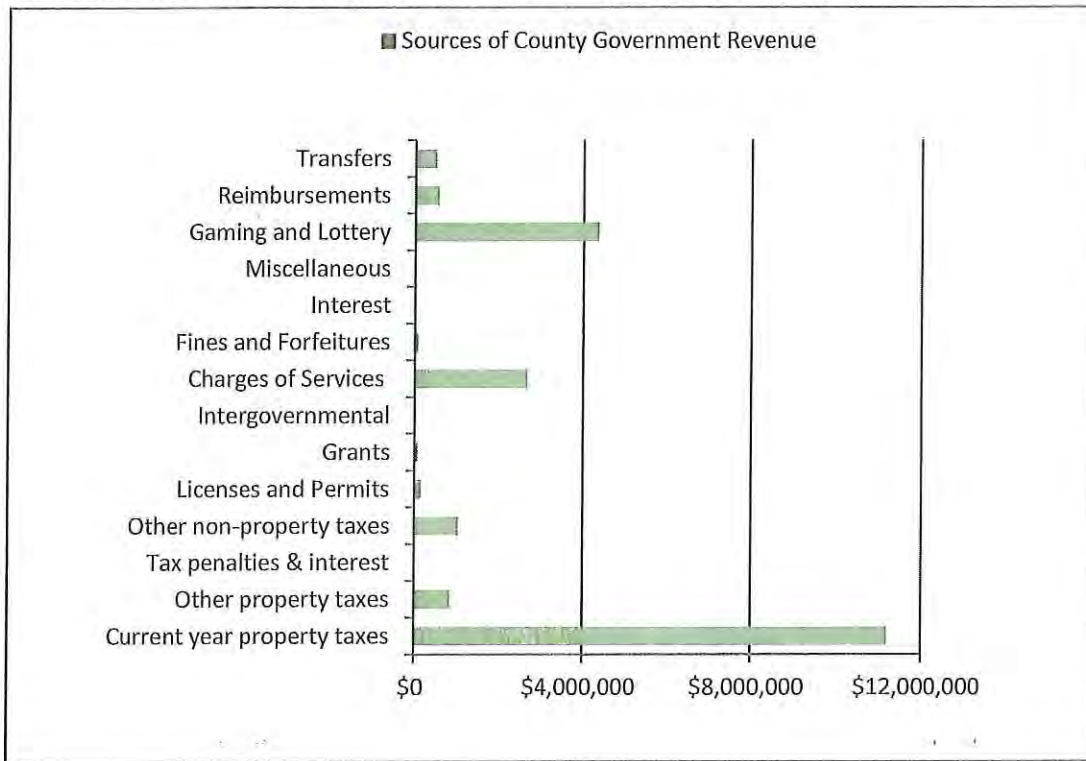 Sources of County Government Revenue
Transfers
Reimbursements
Gaming and Lottery
Miscellaneous
Interest
Fines and Forfeitures
Charges of Services
Intergovernmental
Grants
Licenses and Permits
Other non-property taxes
Tax penalties & interest
Other property taxes
Current year property taxes
$0 $4,000,000 $8,000,000 $12,000,000